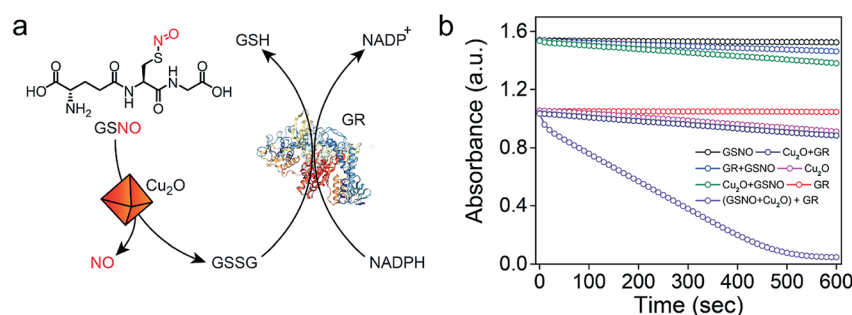 a
O
N
S
O
O
H
N
HO
N
H
OH
NH2
O
O
GSNO
Cu2O
NO
GSSG
GSH
NADP+
GR
NADPH
b
Absorbance (a.u.)
1.6
1.2
0.8
0.4
0.0
GSNO Cu2O+GR
GR+GSNO Cu2O
Cu2O+GSNO GR
(GSNO+Cu2O) + GR
0 100 200 300 400 500 600
Time (sec)